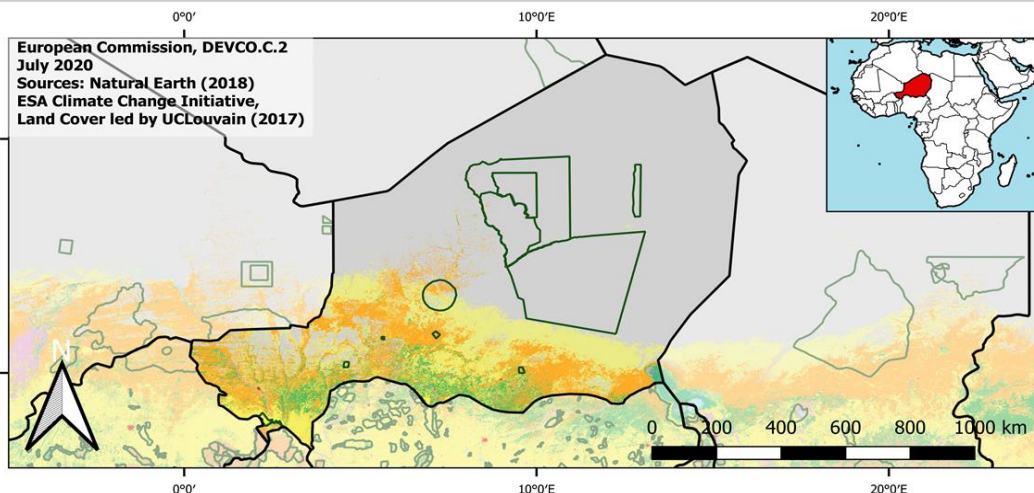 0°0′ 10°0′E 20°0′E
European Commission, DEVCO.C.2
July 2020
Sources: Natural Earth (2018)
ESA Climate Change Initiative,
Land Cover led by UCLouvain (2017)
N
0 200 400 600 800 1000 km
0°0′ 10°0′E 20°0′E